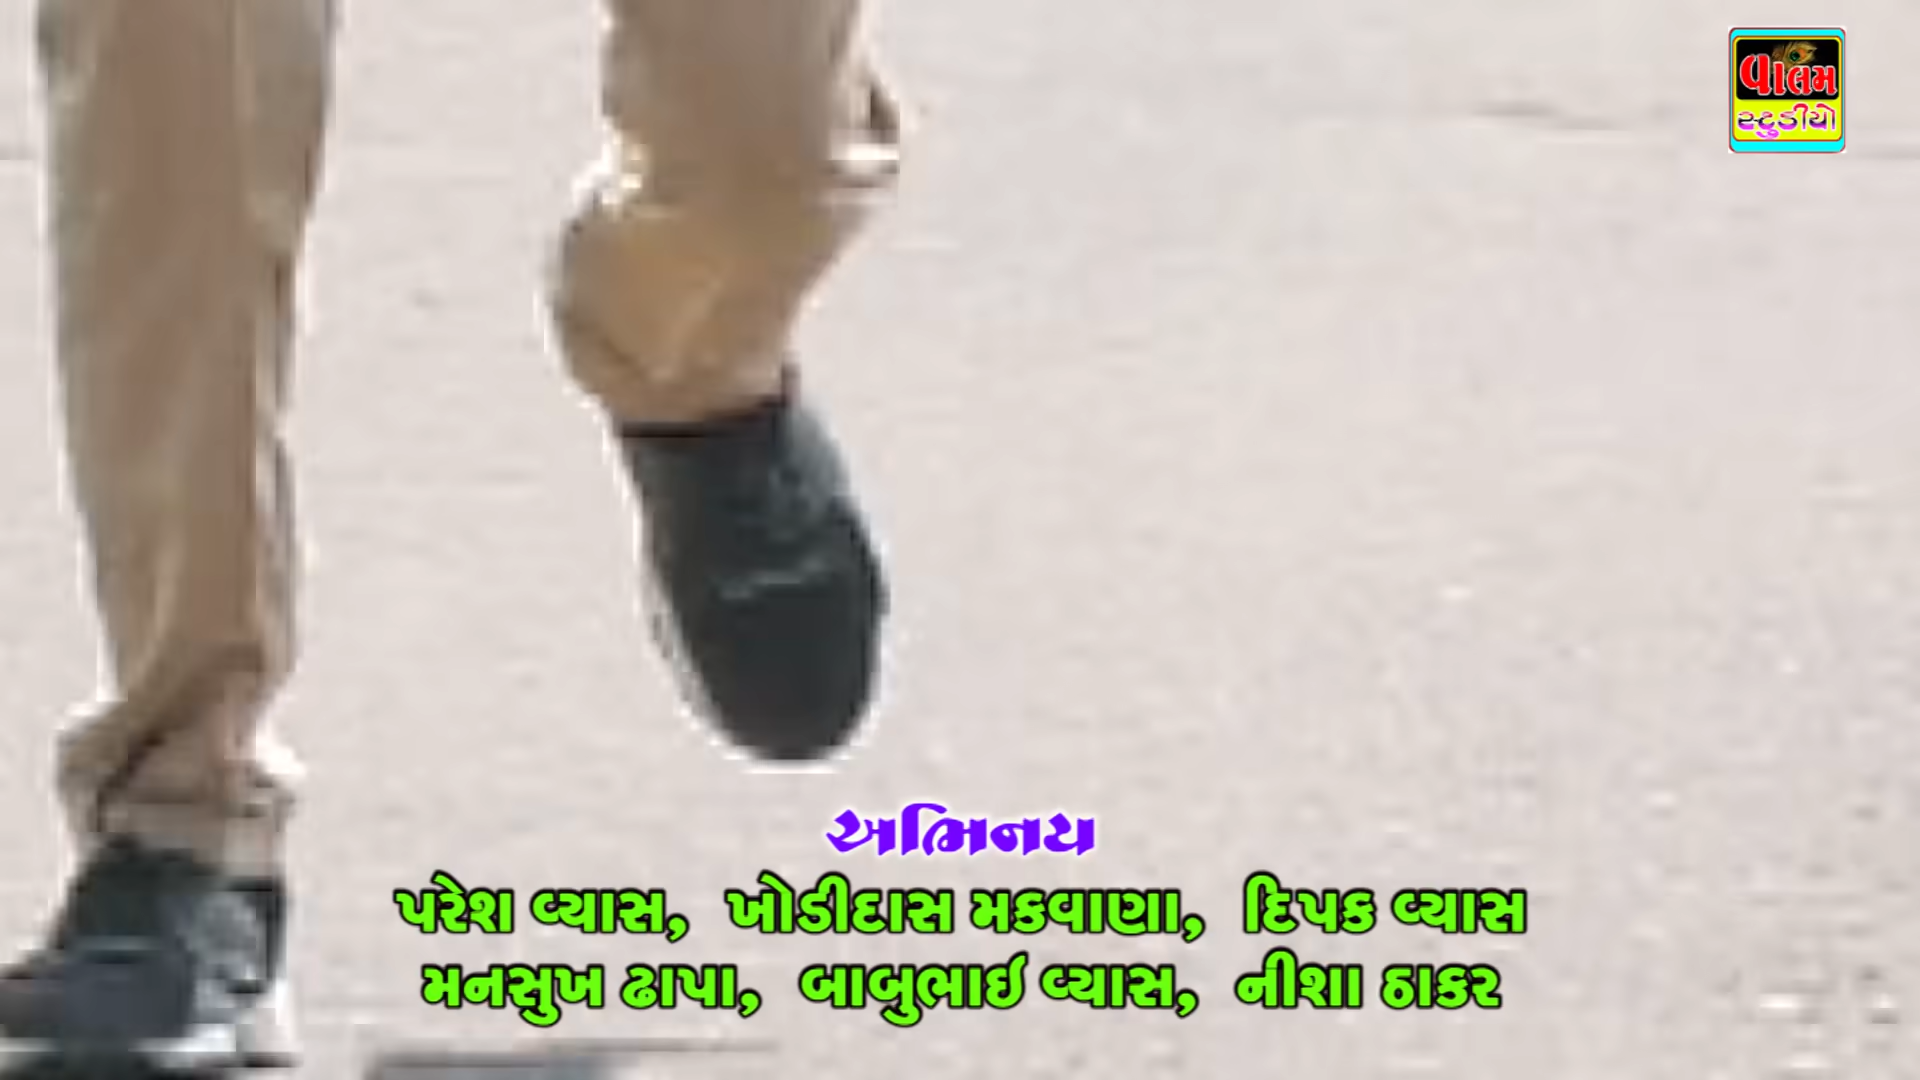 વાલમ
સ્ટુડીયો
અભિનય
પરેશ વ્યાસ, ખોડીદાસ મકવાણા, દિપક વ્યાસ
મનસુખ ઢાપા, બાબુભાઇ વ્યાસ, નીશા ઠાકર